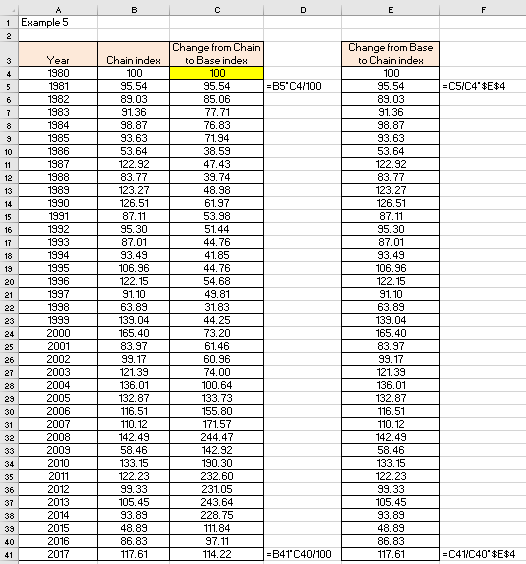 A B C D E F
1 Example 5
2
Change from Chain Change from Base
3 Year Chain index to Base index to Chain index
4 1980 100 100 100
5 1981 95.54 95.54 =B5*C4/100 95.54 =C5/C4*$E$4
6 1982 89.03 85.06 89.03
7 1983 91.36 77.71 91.36
8 1984 98.87 76.83 98.87
9 1985 93.63 71.94 93.63
10 1986 53.64 38.59 53.64
11 1987 122.92 47.43 122.92
12 1988 83.77 39.74 83.77
13 1989 123.27 48.98 123.27
14 1990 126.51 61.97 126.51
15 1991 87.11 53.98 87.11
16 1992 95.30 51.44 95.30
17 1993 87.01 44.76 87.01
18 1994 93.49 41.85 93.49
19 1995 106.96 44.76 106.96
20 1996 122.15 54.68 122.15
21 1997 91.10 49.81 91.10
22 1998 63.89 31.83 63.89
23 1999 139.04 44.25 139.04
24 2000 165.40 73.20 165.40
25 2001 83.97 61.46 83.97
26 2002 99.17 60.96 99.17
27 2003 121.39 74.00 121.39
28 2004 136.01 100.64 136.01
29 2005 132.87 133.73 132.87
30 2006 116.51 155.80 116.51
31 2007 110.12 171.57 110.12
32 2008 142.49 244.47 142.49
33 2009 58.46 142.92 58.46
34 2010 133.15 190.30 133.15
35 2011 122.23 232.60 122.23
36 2012 99.33 231.05 99.33
37 2013 105.45 243.64 105.45
38 2014 93.89 228.75 93.89
39 2015 48.89 111.84 48.89
40 2016 86.83 97.11 86.83
41 2017 117.61 114.22 =B41*C40/100 117.61 =C41/C40*$E$4